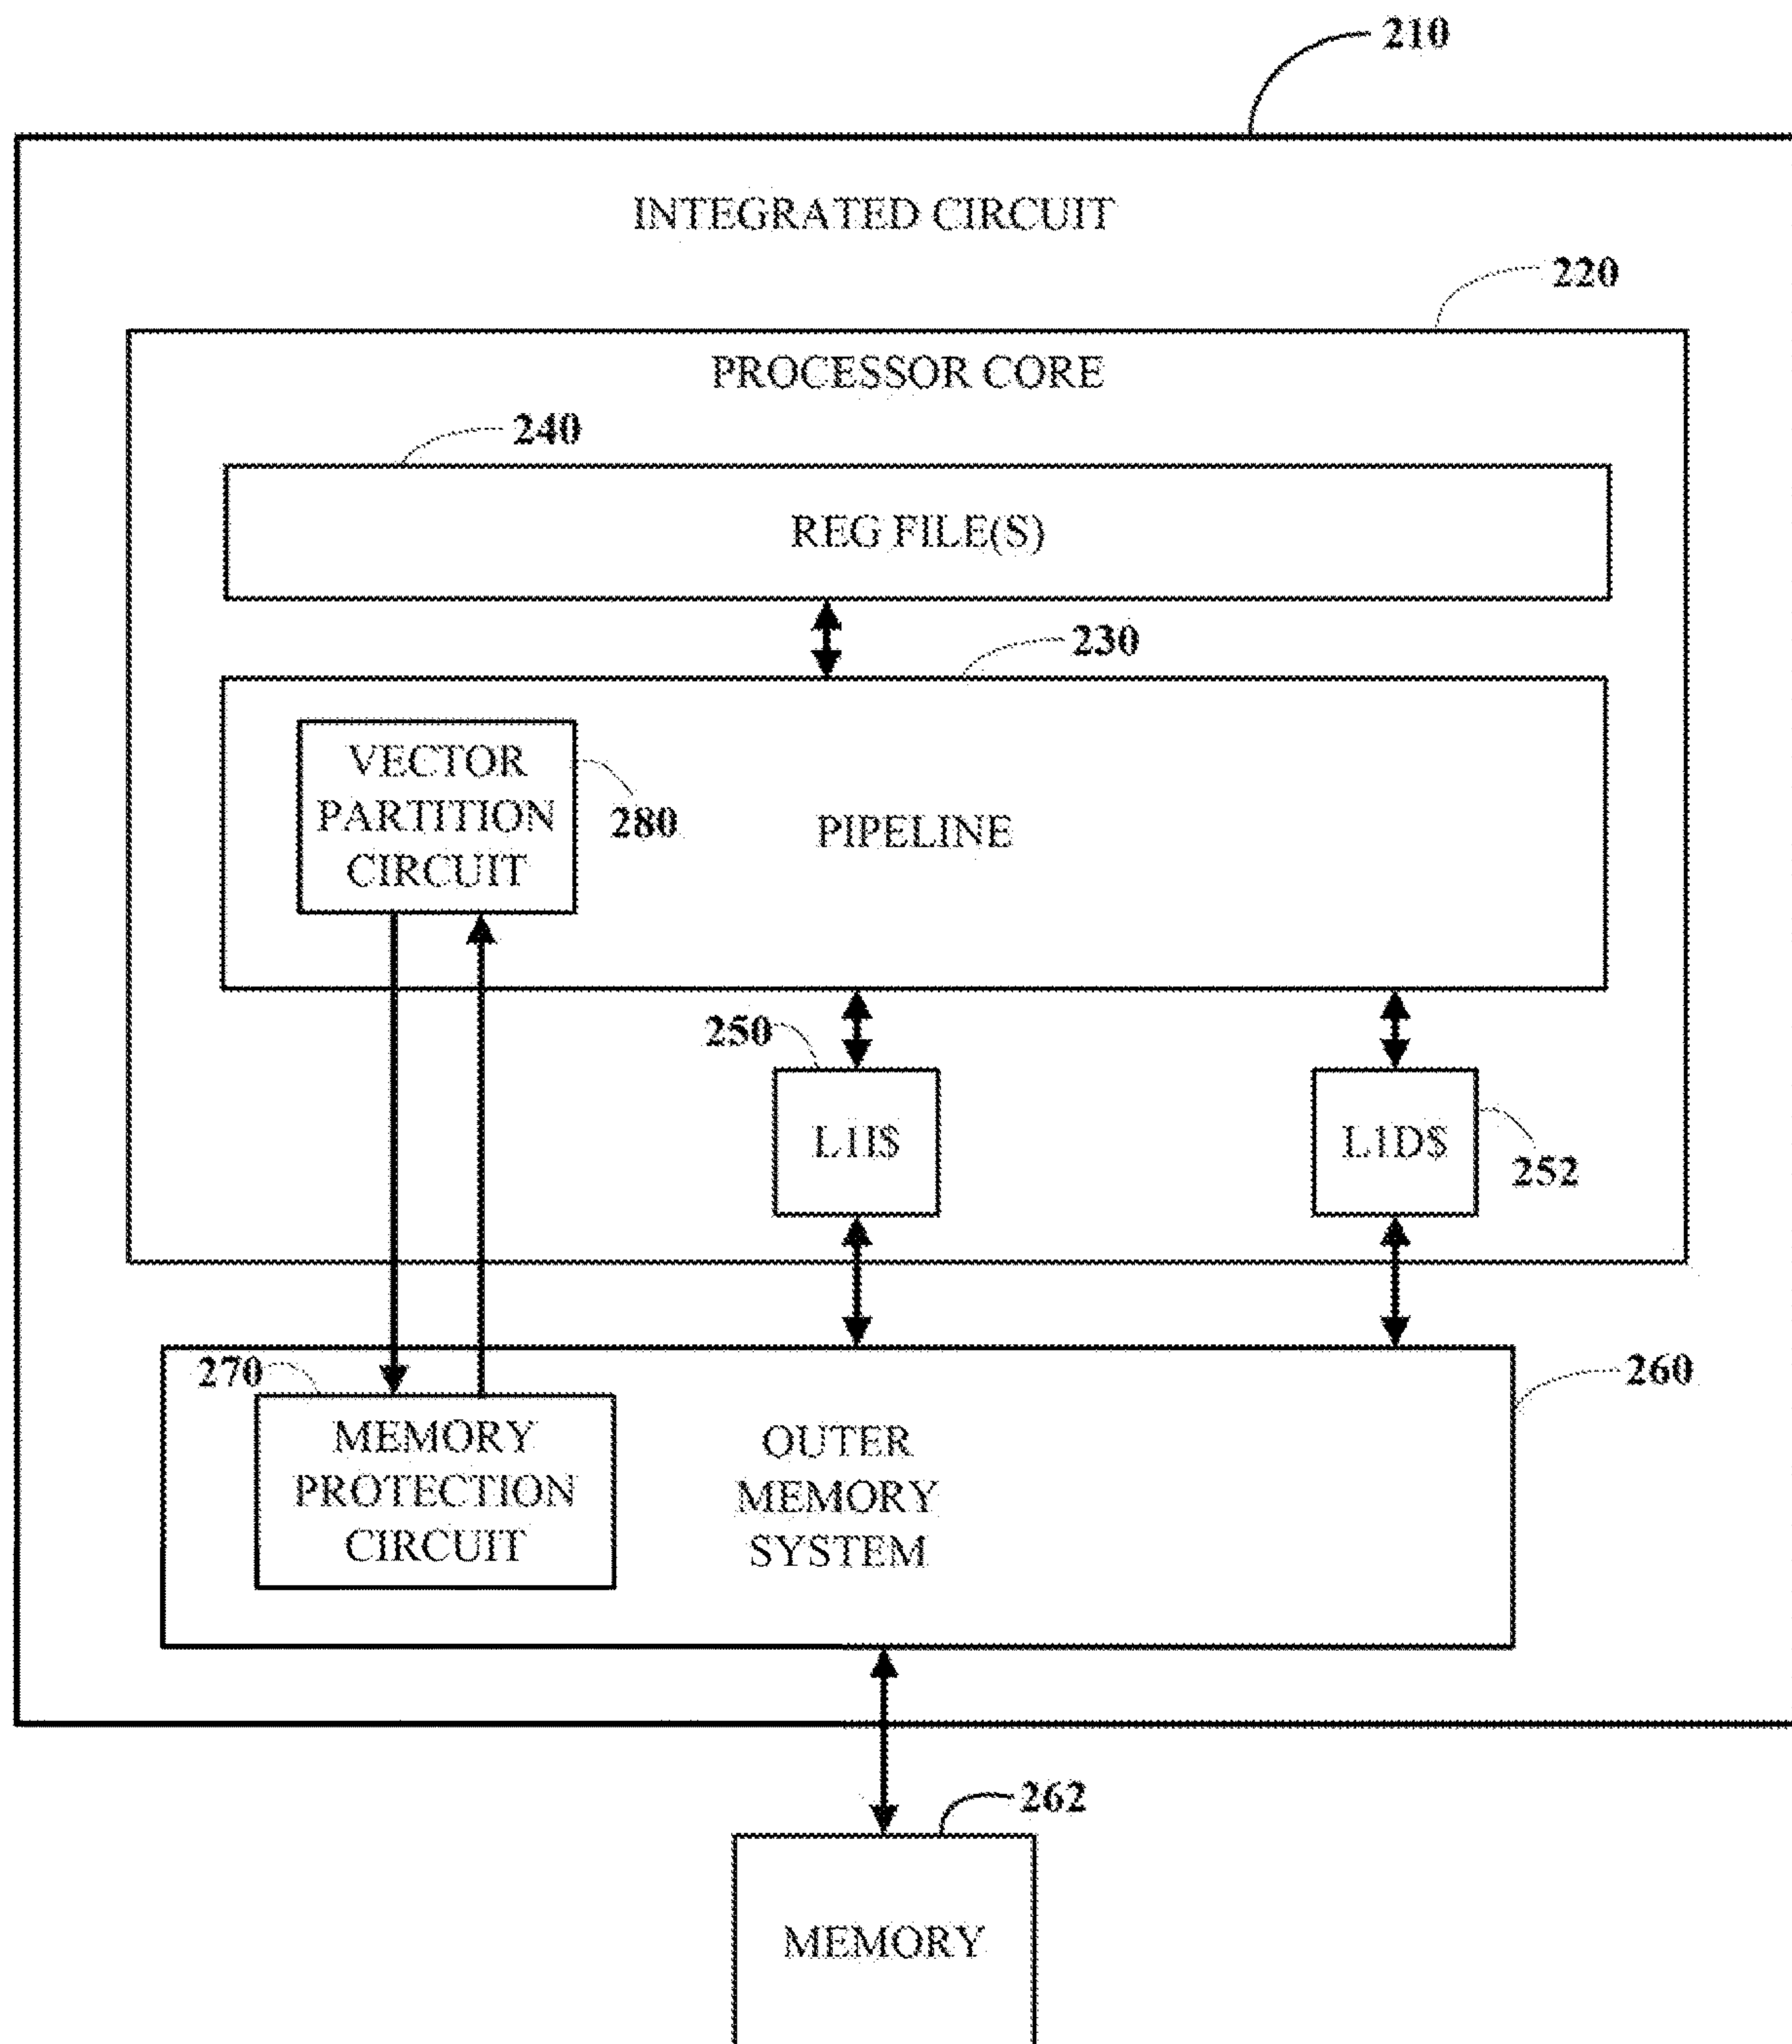 210
INTEGRATED CIRCUIT
220
PROCESSOR CORE
240
REG FILE(S)
230
VECTOR
PARTITION
CIRCUIT
280
PIPELINE
250
L1I$
L1D$
252
270
260
MEMORY
PROTECTION
CIRCUIT
OUTER
MEMORY
SYSTEM
262
MEMORY